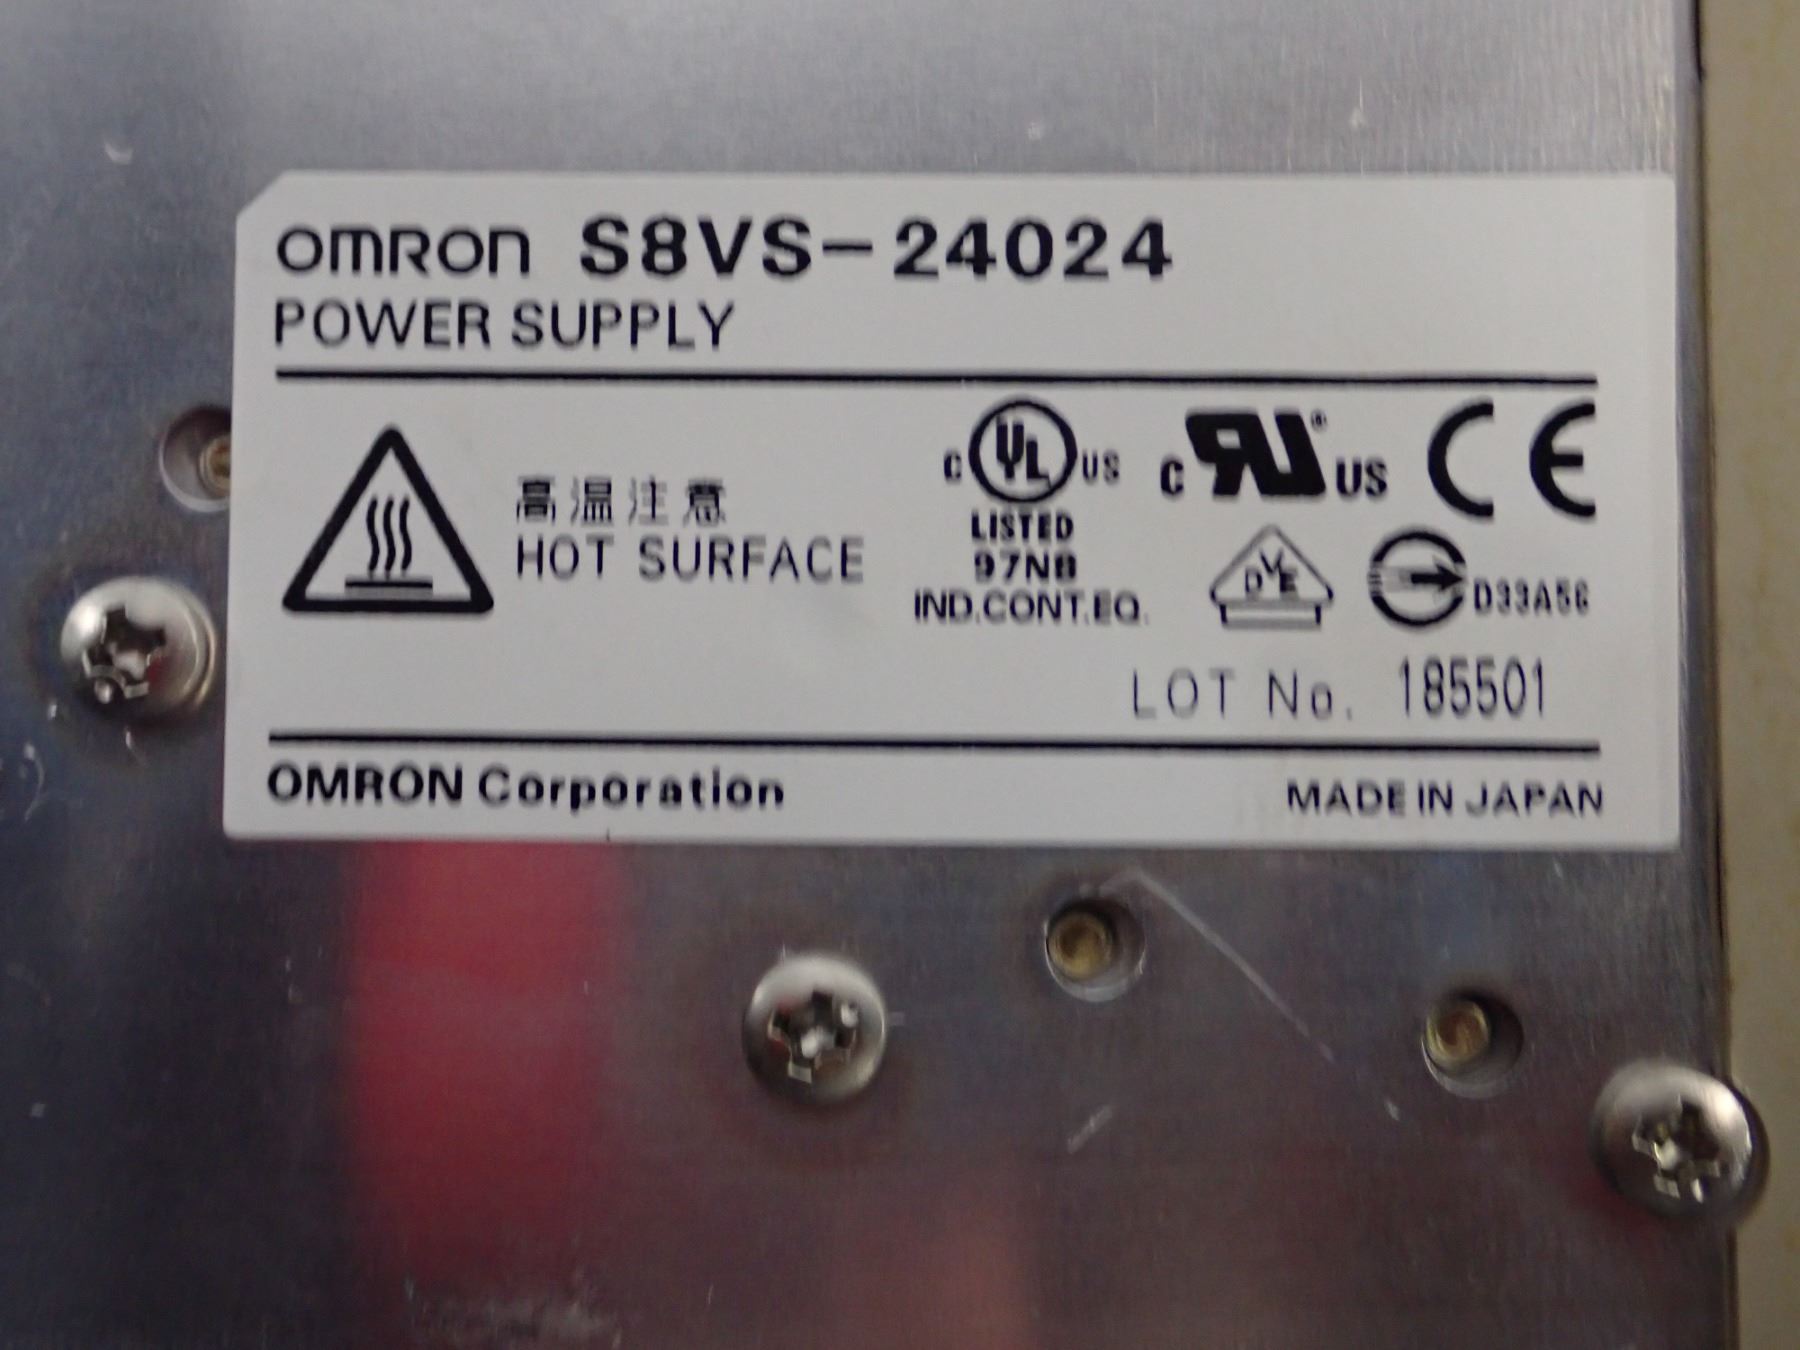 OMRON S8VS-24024
POWER SUPPLY
高温注意
HOT SURFACE
C UL US
LISTED
97N8
IND.CONT.EQ.
C RU® US
CE
DVE
D33A56
LOT No. 185501
OMRON Corporation
MADE IN JAPAN